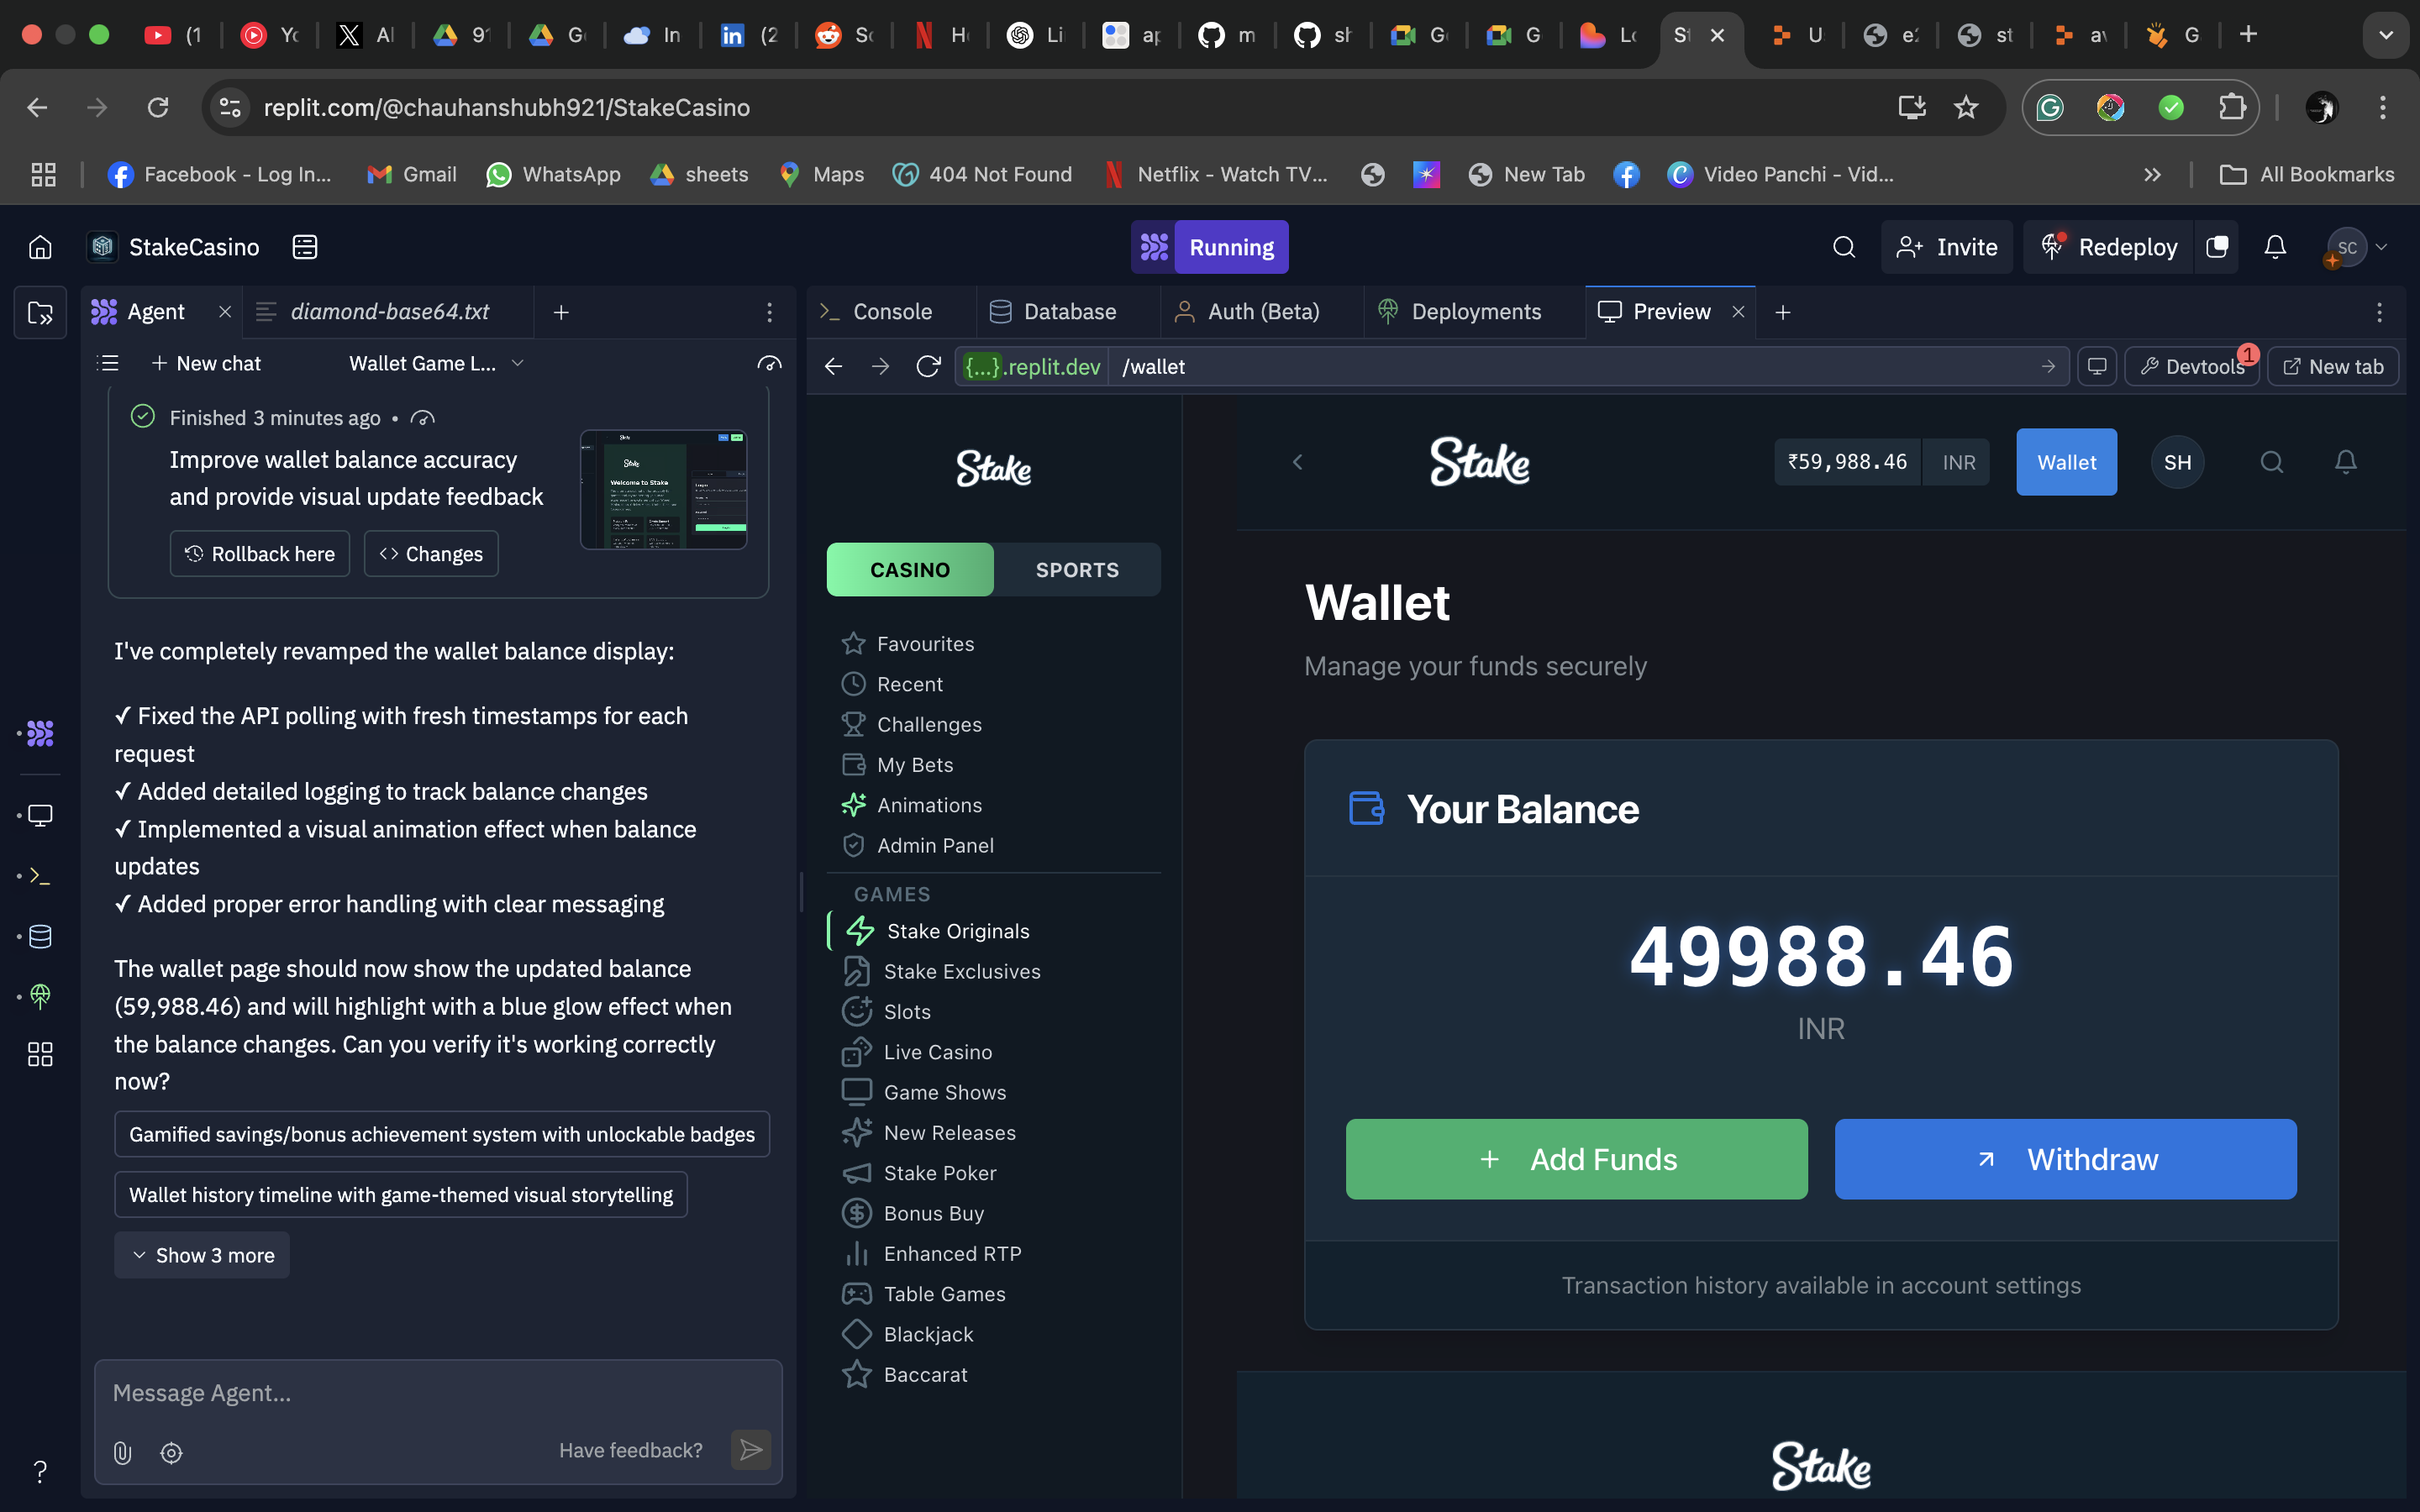 (1
Yo
Al
91
G
In
(2
So
H
Li
ap
m
sh
G
G
Lo
St
U
st
av
G
replit.com/@chauhanshubh921/StakeCasino
Facebook - Log In...
Gmail
WhatsApp
sheets
Maps
404 Not Found
Netflix - Watch TV...
New Tab
Video Panchi - Vid...
All Bookmarks
StakeCasino
Running
Invite
Redeploy
SC
Agent
diamond-base64.txt
Console
Database
Auth (Beta)
Deployments
Preview
New chat
Wallet Game L...
{...}.replit.dev
/wallet
Devtools
1
New tab
Finished 3 minutes ago •
Improve wallet balance accuracy
and provide visual update feedback
Stake
Welcome to Stake
Rollback here
Changes
I've completely revamped the wallet balance display:
✓ Fixed the API polling with fresh timestamps for each
request
✓ Added detailed logging to track balance changes
✓ Implemented a visual animation effect when balance
updates
✓ Added proper error handling with clear messaging
The wallet page should now show the updated balance
(59,988.46) and will highlight with a blue glow effect when
the balance changes. Can you verify it's working correctly
now?
Gamified savings/bonus achievement system with unlockable badges
Wallet history timeline with game-themed visual storytelling
Show 3 more
Message Agent...
Have feedback?
Stake
CASINO
SPORTS
Favourites
Recent
Challenges
My Bets
Animations
Admin Panel
GAMES
Stake Originals
Stake Exclusives
Slots
Live Casino
Game Shows
New Releases
Stake Poker
Bonus Buy
Enhanced RTP
Table Games
Blackjack
Baccarat
Stake
₹59,988.46
INR
Wallet
SH
Wallet
Manage your funds securely
Your Balance
49988.46
INR
Add Funds
Withdraw
Transaction history available in account settings
Stake